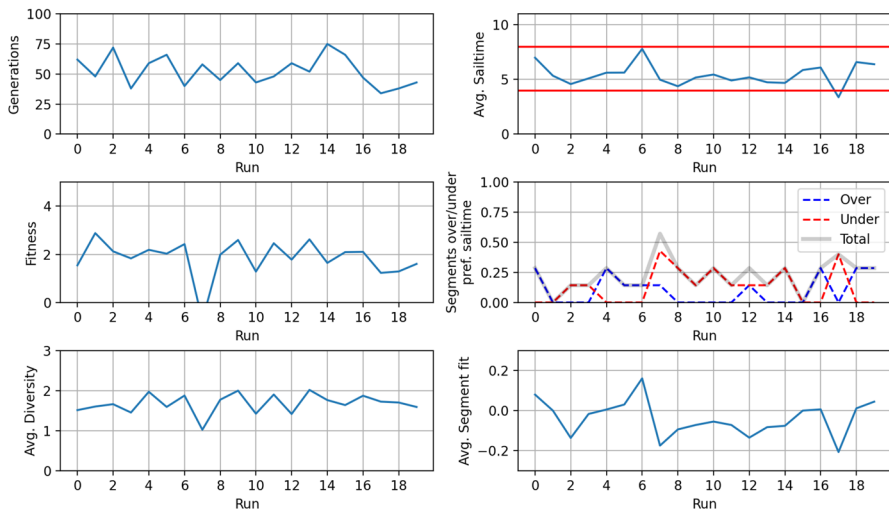 100
75
50
25
0
Generations
0 2 4 6 8 10 12 14 16 18
Run
10
5
0
Avg. Sailtime
0 2 4 6 8 10 12 14 16 18
Run
4
2
0
Fitness
0 2 4 6 8 10 12 14 16 18
Run
1.00
0.75
0.50
0.25
0.00
Segments over/under
pref. sailtime
Over
Under
Total
0 2 4 6 8 10 12 14 16 18
Run
3
2
1
0
Avg. Diversity
0 2 4 6 8 10 12 14 16 18
Run
0.2
0.0
−0.2
Avg. Segment fit
0 2 4 6 8 10 12 14 16 18
Run